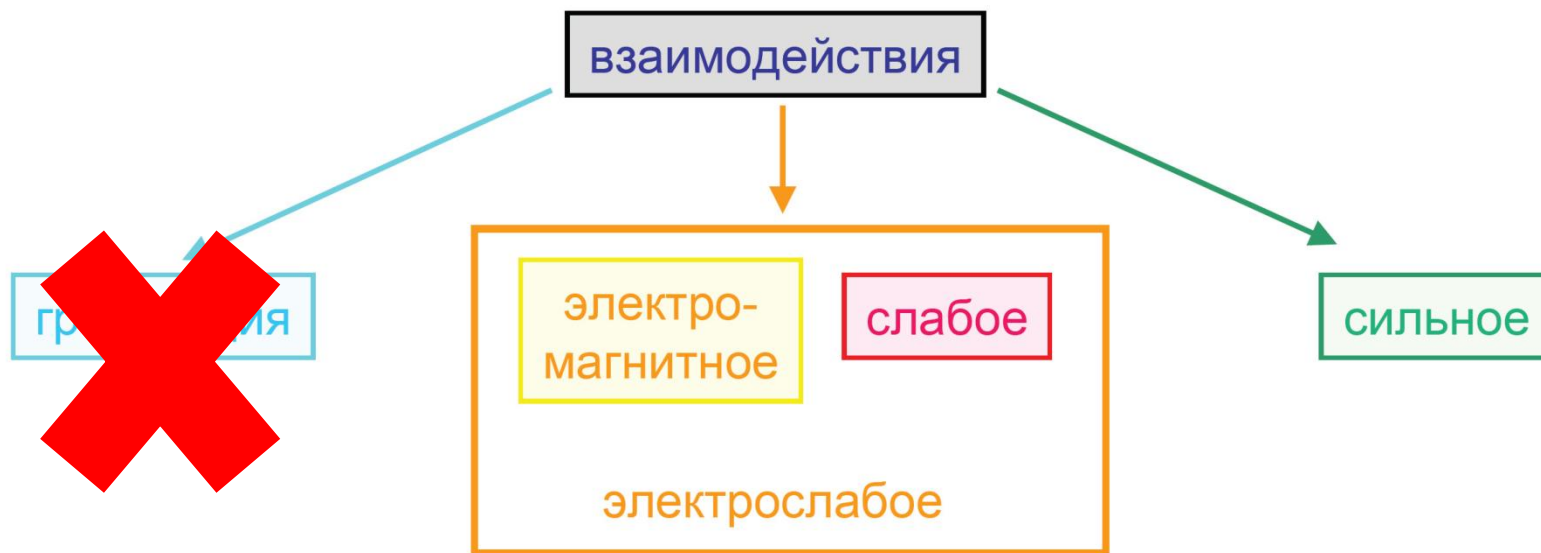 взаимодействия
электро-
магнитное
слабое
сильное
электрослабое